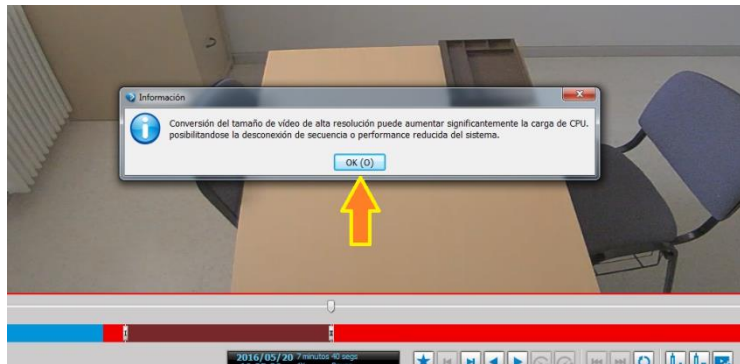 Información
Conversión del tamaño de vídeo de alta resolución puede aumentar significantemente la carga de CPU.
posibilitandose la desconexión de secuencia o performance reducida del sistema.
OK (O)
2016/05/20 7 minutos 40 segs